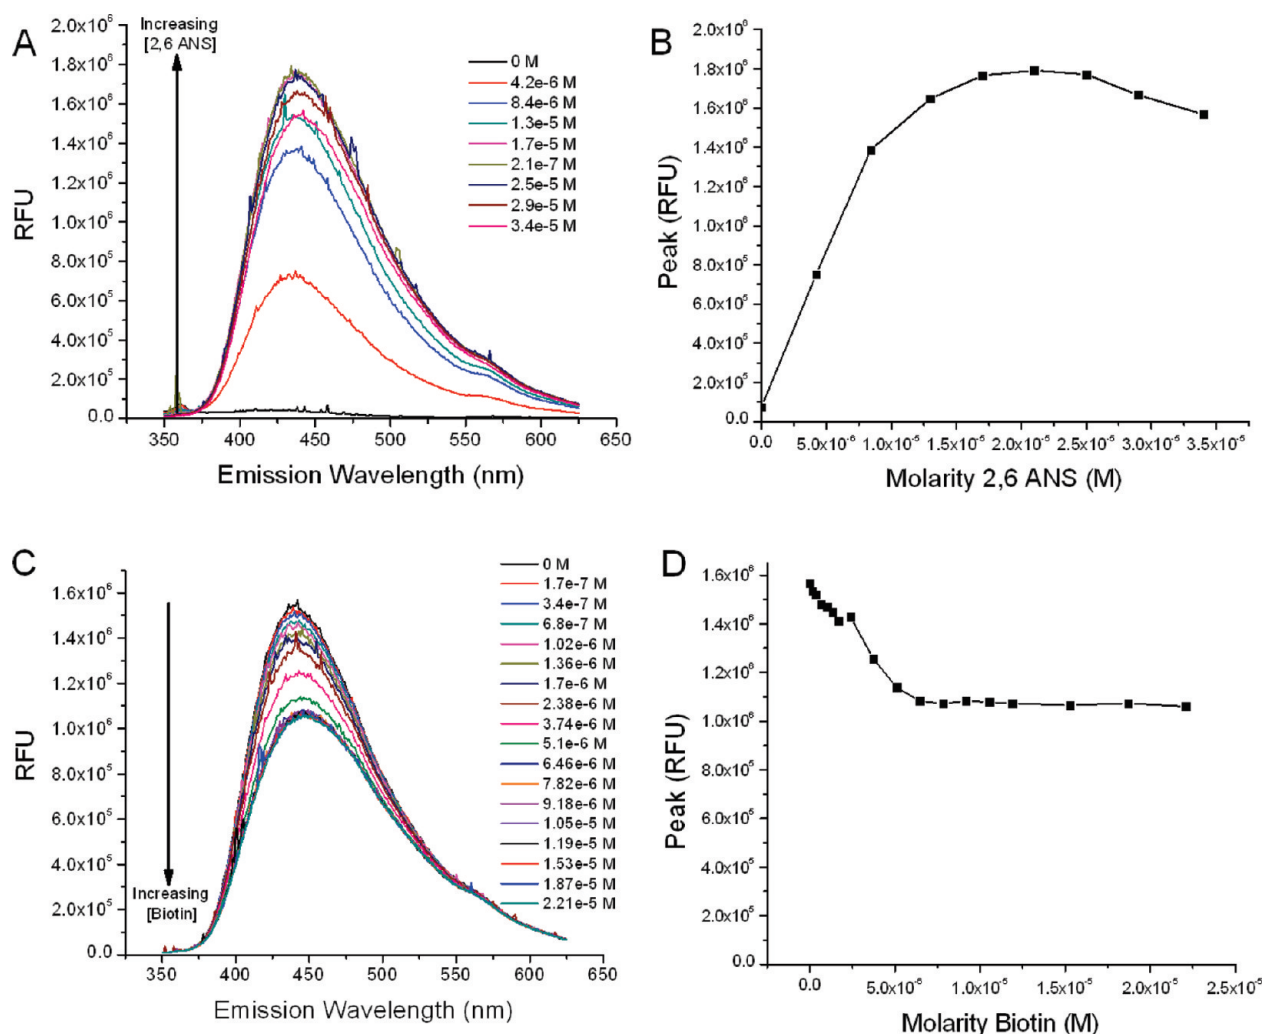 A
Increasing
[2,6 ANS]
2.0x10⁶
1.8x10⁶
1.6x10⁶
1.4x10⁶
1.2x10⁶
1.0x10⁶
8.0x10⁵
6.0x10⁵
4.0x10⁵
2.0x10⁵
0.0
RFU
350 400 450 500 550 600 650
Emission Wavelength (nm)
0 M
4.2e-6 M
8.4e-6 M
1.3e-5 M
1.7e-5 M
2.1e-7 M
2.5e-5 M
2.9e-5 M
3.4e-5 M
B
2.0x10⁶
1.8x10⁶
1.6x10⁶
1.4x10⁶
1.2x10⁶
1.0x10⁶
8.0x10⁵
6.0x10⁵
4.0x10⁵
2.0x10⁵
0.0
Peak (RFU)
0.0 5.0x10⁻⁶ 1.0x10⁻⁵ 1.5x10⁻⁵ 2.0x10⁻⁵ 2.5x10⁻⁵ 3.0x10⁻⁵ 3.5x10⁻⁵
Molarity 2,6 ANS (M)
C
1.6x10⁶
1.4x10⁶
1.2x10⁶
1.0x10⁶
8.0x10⁵
6.0x10⁵
4.0x10⁵
2.0x10⁵
0.0
RFU
Increasing
[Biotin]
350 400 450 500 550 600 650
Emission Wavelength (nm)
0 M
1.7e-7 M
3.4e-7 M
6.8e-7 M
1.02e-6 M
1.36e-6 M
1.7e-6 M
2.38e-6 M
3.74e-6 M
5.1e-6 M
6.46e-6 M
7.82e-6 M
9.18e-6 M
1.05e-5 M
1.19e-5 M
1.53e-5 M
1.87e-5 M
2.21e-5 M
D
1.6x10⁶
1.4x10⁶
1.2x10⁶
1.0x10⁶
8.0x10⁵
6.0x10⁵
4.0x10⁵
2.0x10⁵
0.0
Peak (RFU)
0.0 5.0x10⁻⁶ 1.0x10⁻⁵ 1.5x10⁻⁵ 2.0x10⁻⁵ 2.5x10⁻⁵
Molarity Biotin (M)